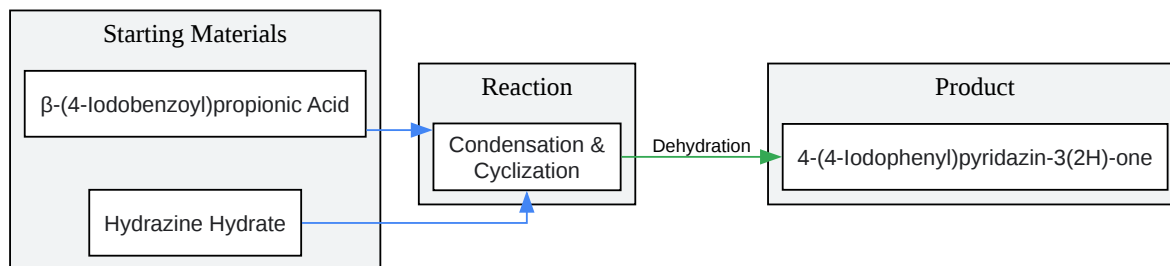 Starting Materials
β-(4-Iodobenzoyl)propionic Acid
Hydrazine Hydrate
Reaction
Condensation &
Cyclization
Dehydration
Product
4-(4-Iodophenyl)pyridazin-3(2H)-one